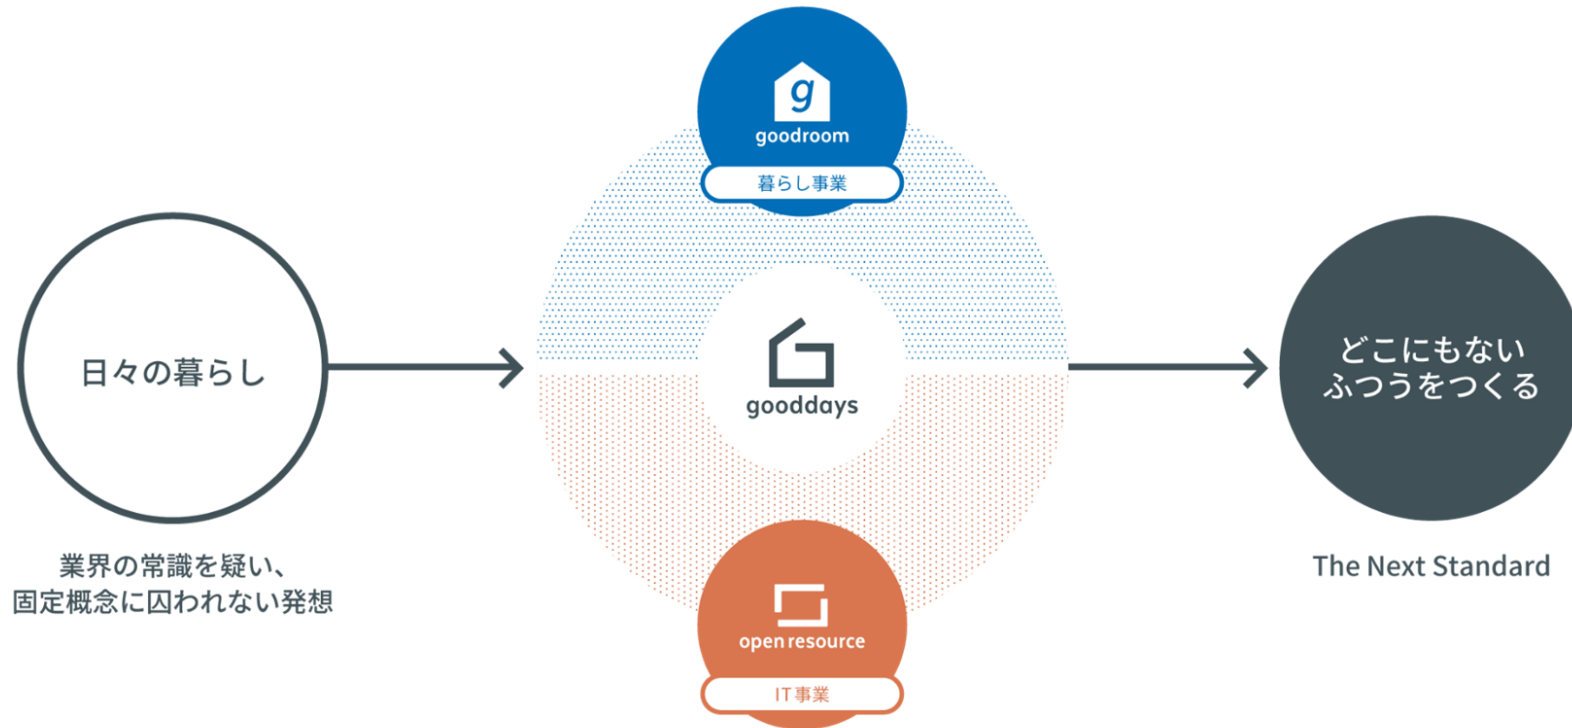 g
goodroom
暮らし事業
日々の暮らし
業界の常識を疑い、
固定概念に囚われない発想
gooddays
open resource
IT事業
どこにもない
ふつうをつくる
The Next Standard